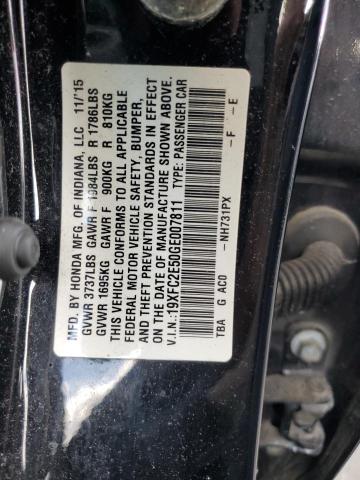 MFD. BY HONDA MFG. OF INDIANA, LLC 11/'15
GVWR 3737LBS GAWR F 1984LBS R 1786LBS
GVWR 1695KG GAWR F 900KG R 810KG
THIS VEHICLE CONFORMS TO ALL APPLICABLE
FEDERAL MOTOR VEHICLE SAFETY, BUMPER,
AND THEFT PREVENTION STANDARDS IN EFFECT
ON THE DATE OF MANUFACTURE SHOWN ABOVE.
V.I.N.:19XFC2E50GE007811 TYPE: PASSENGER CAR
TBA G AC0 -NH731PX -F -E